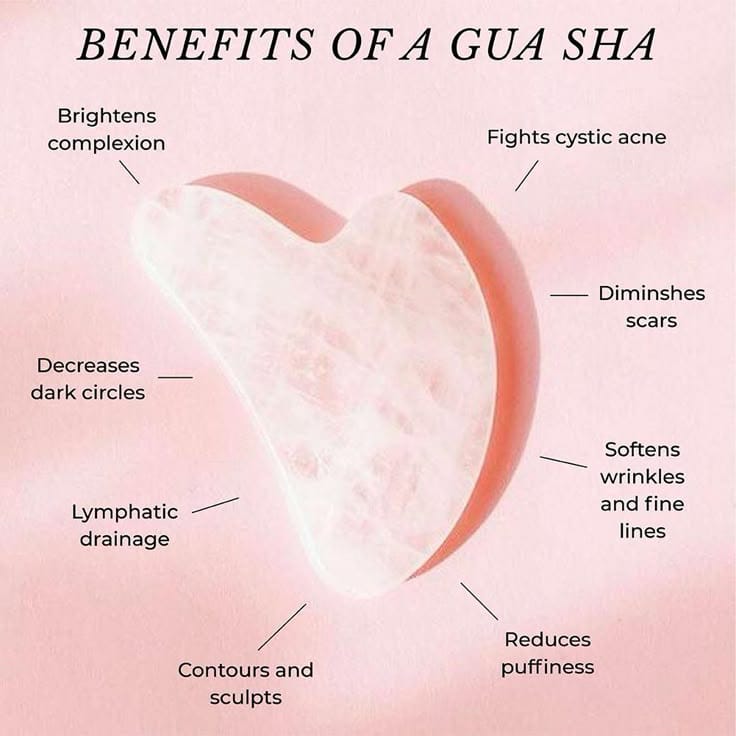 BENEFITS OF A GUA SHA
Brightens
complexion
Fights cystic acne
Diminshes
scars
Decreases
dark circles
Softens
wrinkles
and fine
lines
Lymphatic
drainage
Reduces
puffiness
Contours and
sculpts